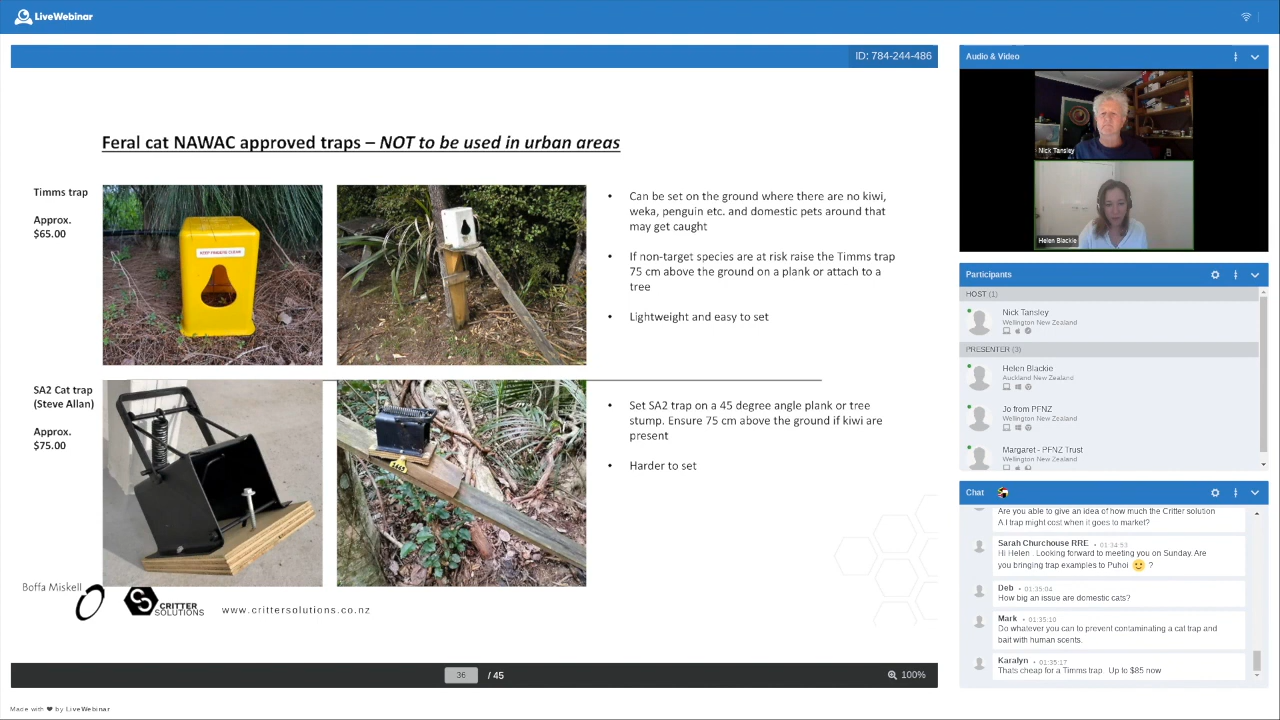 LiveWebinar
ID: 784-244-486
Feral cat NAWAC approved traps – NOT to be used in urban areas
Timms trap
Approx.
$65.00
KEEP FINGERS CLEAR
• Can be set on the ground where there are no kiwi,
weka, penguin etc. and domestic pets around that
may get caught
• If non-target species are at risk raise the Timms trap
75 cm above the ground on a plank or attach to a
tree
• Lightweight and easy to set
SA2 Cat trap
(Steve Allan)
Approx.
$75.00
• Set SA2 trap on a 45 degree angle plank or tree
stump. Ensure 75 cm above the ground if kiwi are
present
• Harder to set
Boffa Miskell
CS CRITTER
SOLUTIONS
www.crittersolutions.co.nz
36 / 45
100%
Made with ♥ by LiveWebinar
Audio & Video
Nick Tansley
Helen Blackie
Participants
HOST (1)
Nick Tansley
Wellington New Zealand
PRESENTER (3)
Helen Blackie
Auckland New Zealand
Jo from PFNZ
Wellington New Zealand
Margaret - PFNZ Trust
Wellington New Zealand
Chat
Are you able to give an idea of how much the Critter solution
A.I trap might cost when it goes to market?
Sarah Churchouse RRE • 01:34:53
Hi Helen . Looking forward to meeting you on Sunday. Are
you bringing trap examples to Puhoi 🙂 ?
Deb • 01:35:04
How big an issue are domestic cats?
Mark • 01:35:10
Do whatever you can to prevent contaminating a cat trap and
bait with human scents.
Karalyn • 01:35:17
Thats cheap for a Timms trap. Up to $85 now